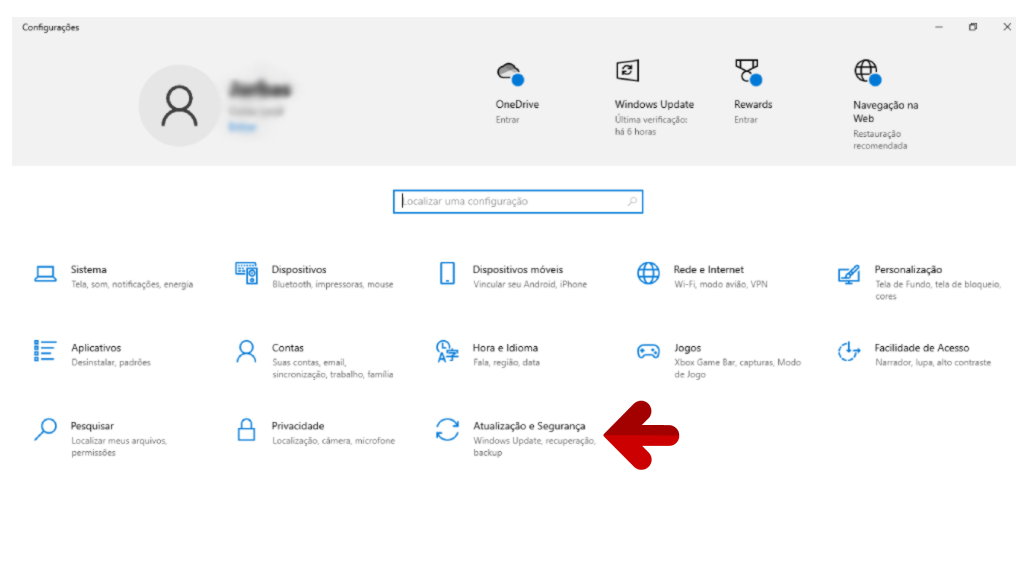 Configurações
OneDrive
Entrar
Windows Update
Última verificação:
há 6 horas
Rewards
Entrar
Navegação na
Web
Restauração
recomendada
Localizar uma configuração
Sistema
Tela, som, notificações, energia
Dispositivos
Bluetooth, impressoras, mouse
Dispositivos móveis
Vincular seu Android, iPhone
Rede e Internet
Wi-Fi, modo avião, VPN
Personalização
Tela de Fundo, tela de bloqueio,
cores
Aplicativos
Desinstalar, padrões
Contas
Suas contas, email,
sincronização, trabalho, família
Hora e Idioma
Fala, região, data
Jogos
Xbox Game Bar, capturas, Modo
de Jogo
Facilidade de Acesso
Narrador, lupa, alto contraste
Pesquisar
Localizar meus arquivos,
permissões
Privacidade
Localização, câmera, microfone
Atualização e Segurança
Windows Update, recuperação,
backup